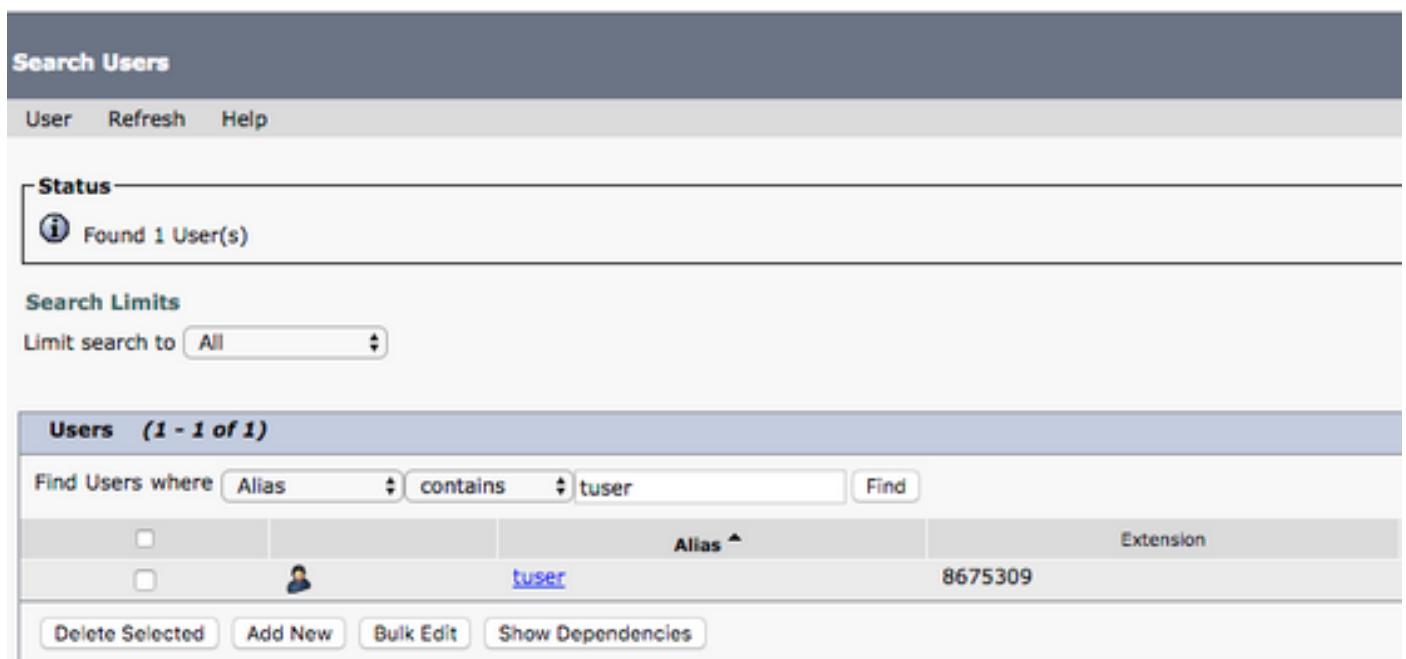 Search Users
User Refresh Help
Status
Found 1 User(s)
Search Limits
Limit search to All
Users (1 - 1 of 1)
Find Users where Alias contains tuser Find
Alias Extension
tuser 8675309
Delete Selected Add New Bulk Edit Show Dependencies